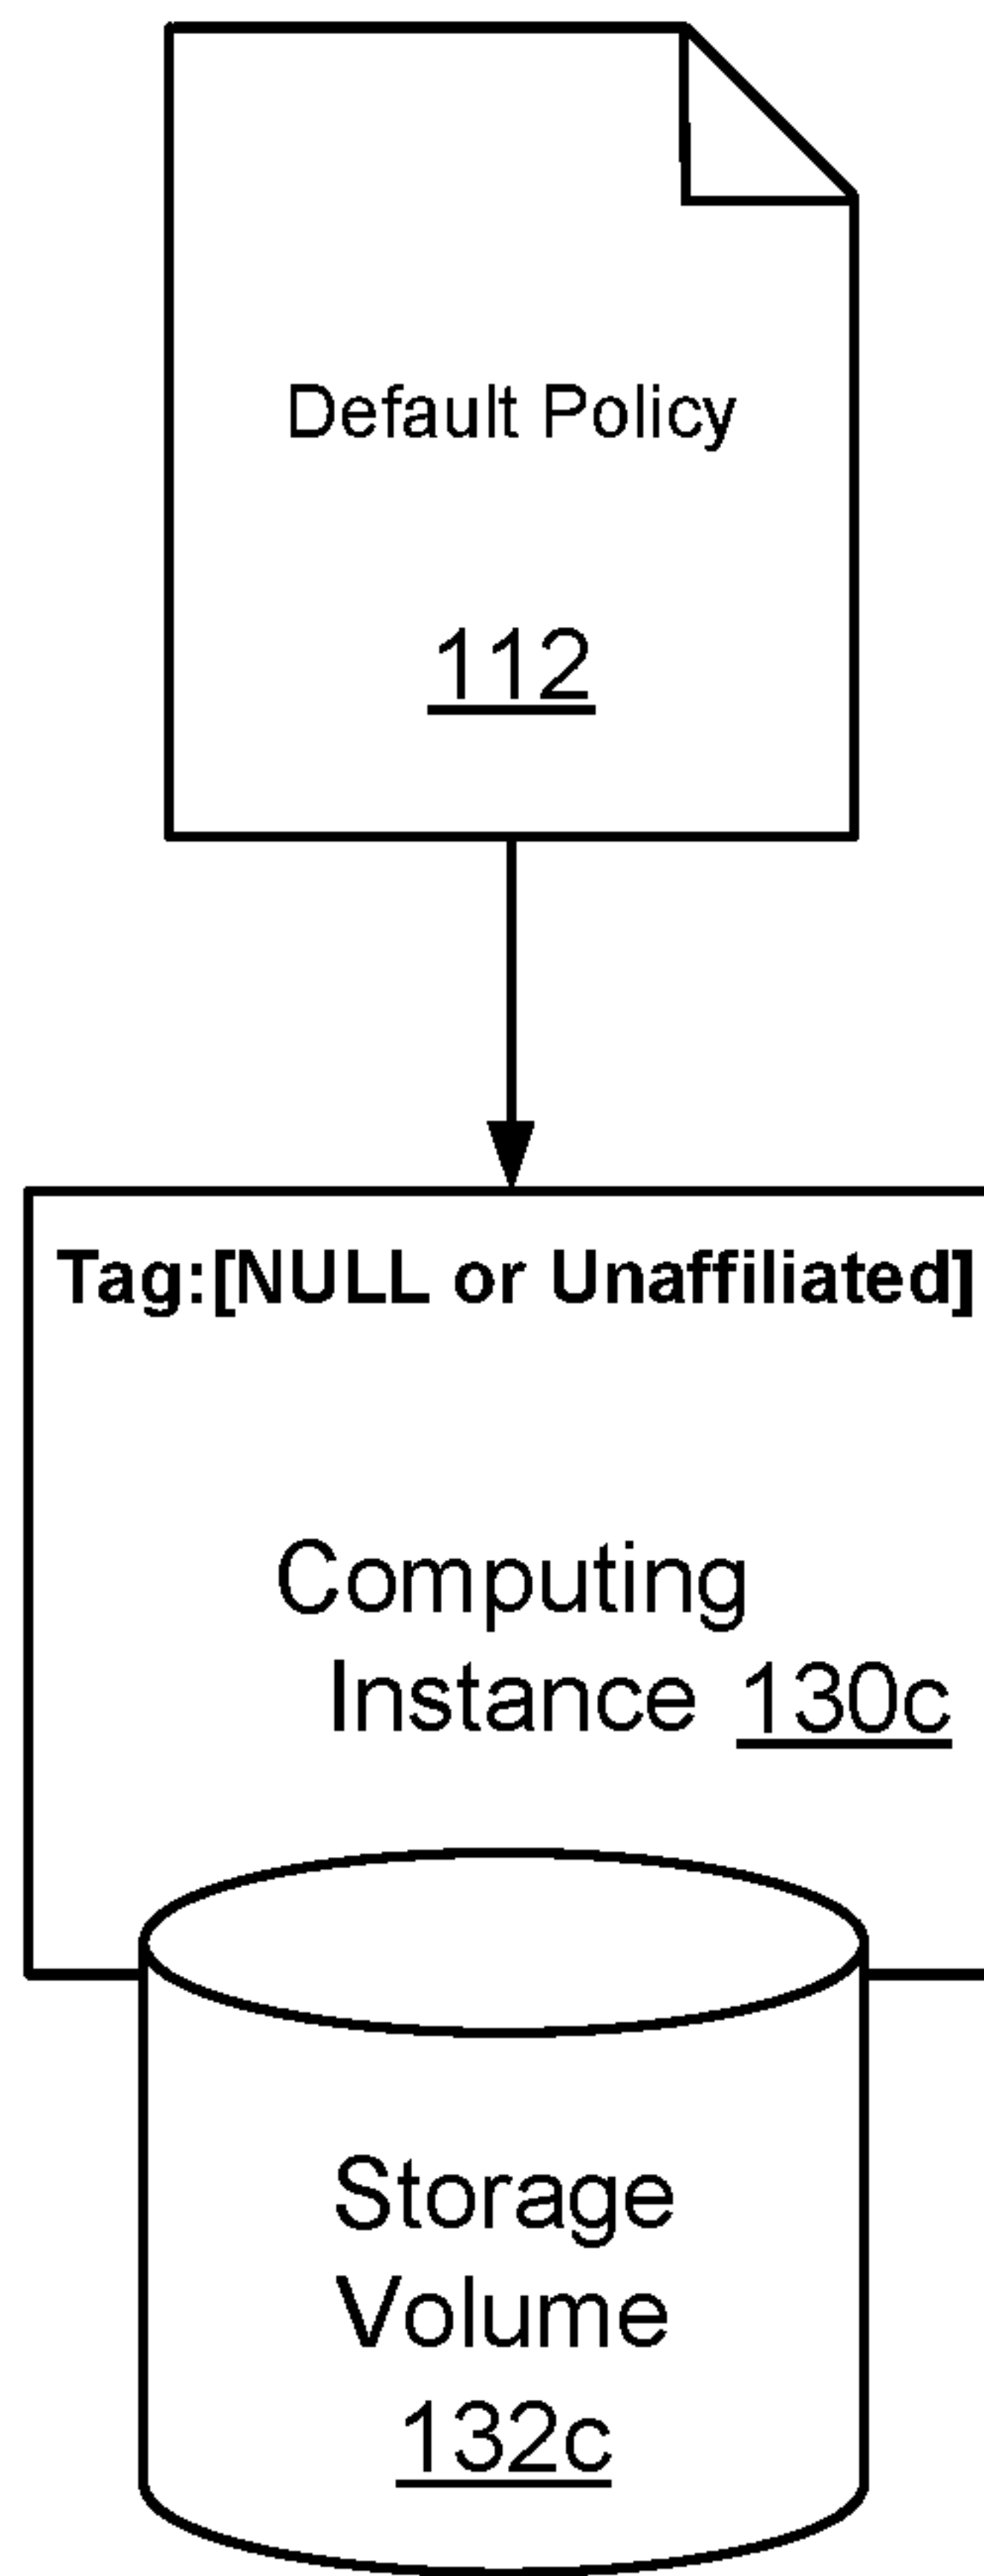 Default Policy
112
Tag:[NULL or Unaffiliated]
Computing
Instance 130c
Storage
Volume
132c